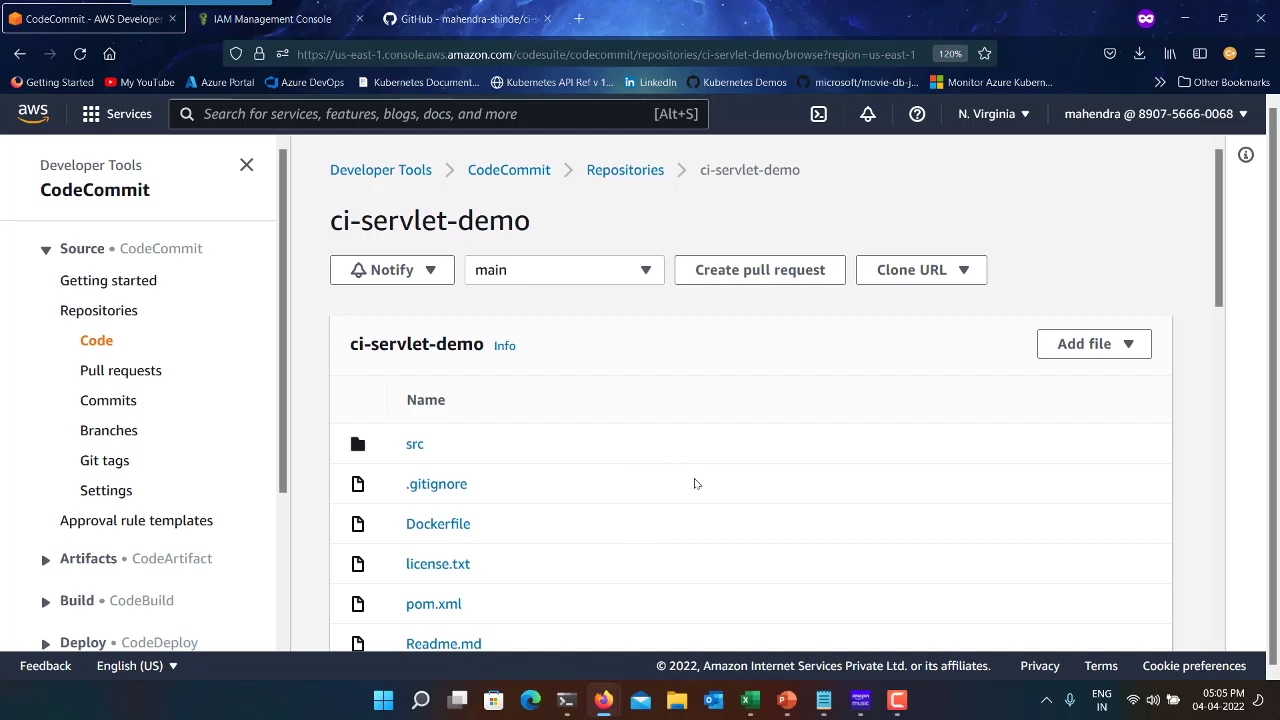 CodeCommit - AWS Developer
IAM Management Console
GitHub - mahendra-shinde/ci-s
https://us-east-1.console.aws.amazon.com/codesuite/codecommit/repositories/ci-servlet-demo/browse?region=us-east-1
120%
Getting Started
My YouTube
Azure Portal
Azure DevOps
Kubernetes Document...
Kubernetes API Ref v 1...
LinkedIn
Kubernetes Demos
microsoft/movie-db-j...
Monitor Azure Kubern...
Other Bookmarks
aws
Services
Search for services, features, blogs, docs, and more
[Alt+S]
N. Virginia
mahendra @ 8907-5666-0068
Developer Tools
CodeCommit
Source • CodeCommit
Getting started
Repositories
Code
Pull requests
Commits
Branches
Git tags
Settings
Approval rule templates
Artifacts • CodeArtifact
Build • CodeBuild
Deploy • CodeDeploy
Developer Tools
CodeCommit
Repositories
ci-servlet-demo
ci-servlet-demo
Notify
main
Create pull request
Clone URL
ci-servlet-demo Info
Add file
Name
src
.gitignore
Dockerfile
license.txt
pom.xml
Readme.md
Feedback
English (US)
© 2022, Amazon Internet Services Private Ltd. or its affiliates.
Privacy
Terms
Cookie preferences
ENG
IN
05:05 PM
04-04-2022